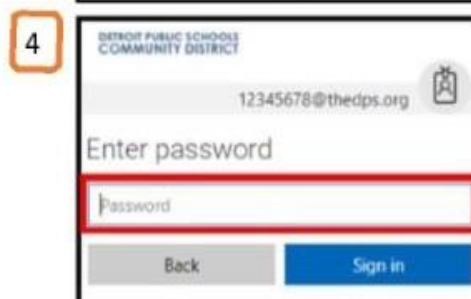 4
DETROIT PUBLIC SCHOOLS
COMMUNITY DISTRICT
12345678@thedps.org
Enter password
Password
Back Sign in